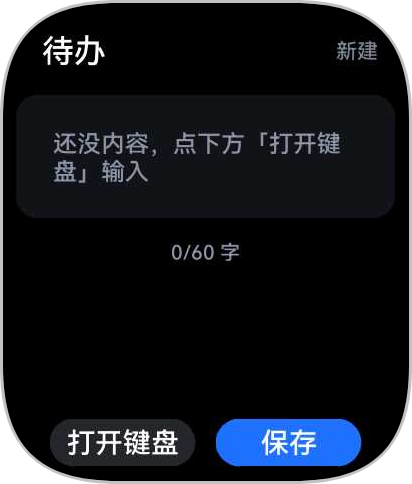 待办
新建
还没内容，点下方「打开键
盘」输入
0/60 字
打开键盘
保存